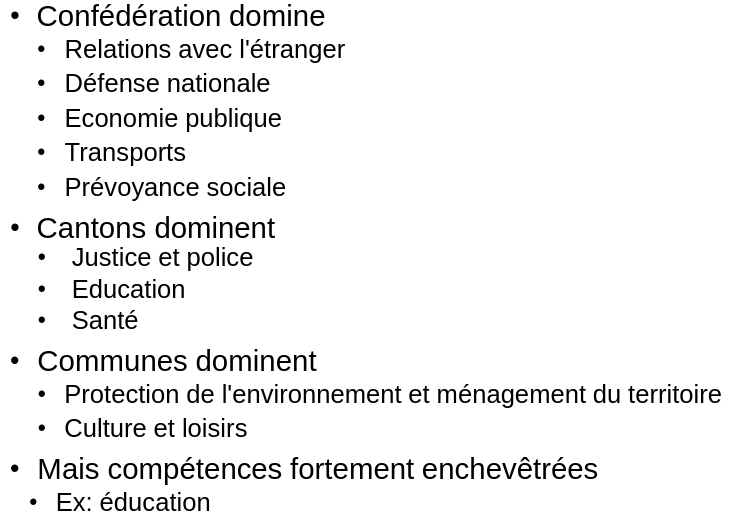 • Confédération domine
• Relations avec l'étranger
• Défense nationale
• Economie publique
• Transports
• Prévoyance sociale
• Cantons dominent
• Justice et police
• Education
• Santé
• Communes dominent
• Protection de l'environnement et ménagement du territoire
• Culture et loisirs
• Mais compétences fortement enchevêtrées
• Ex: éducation